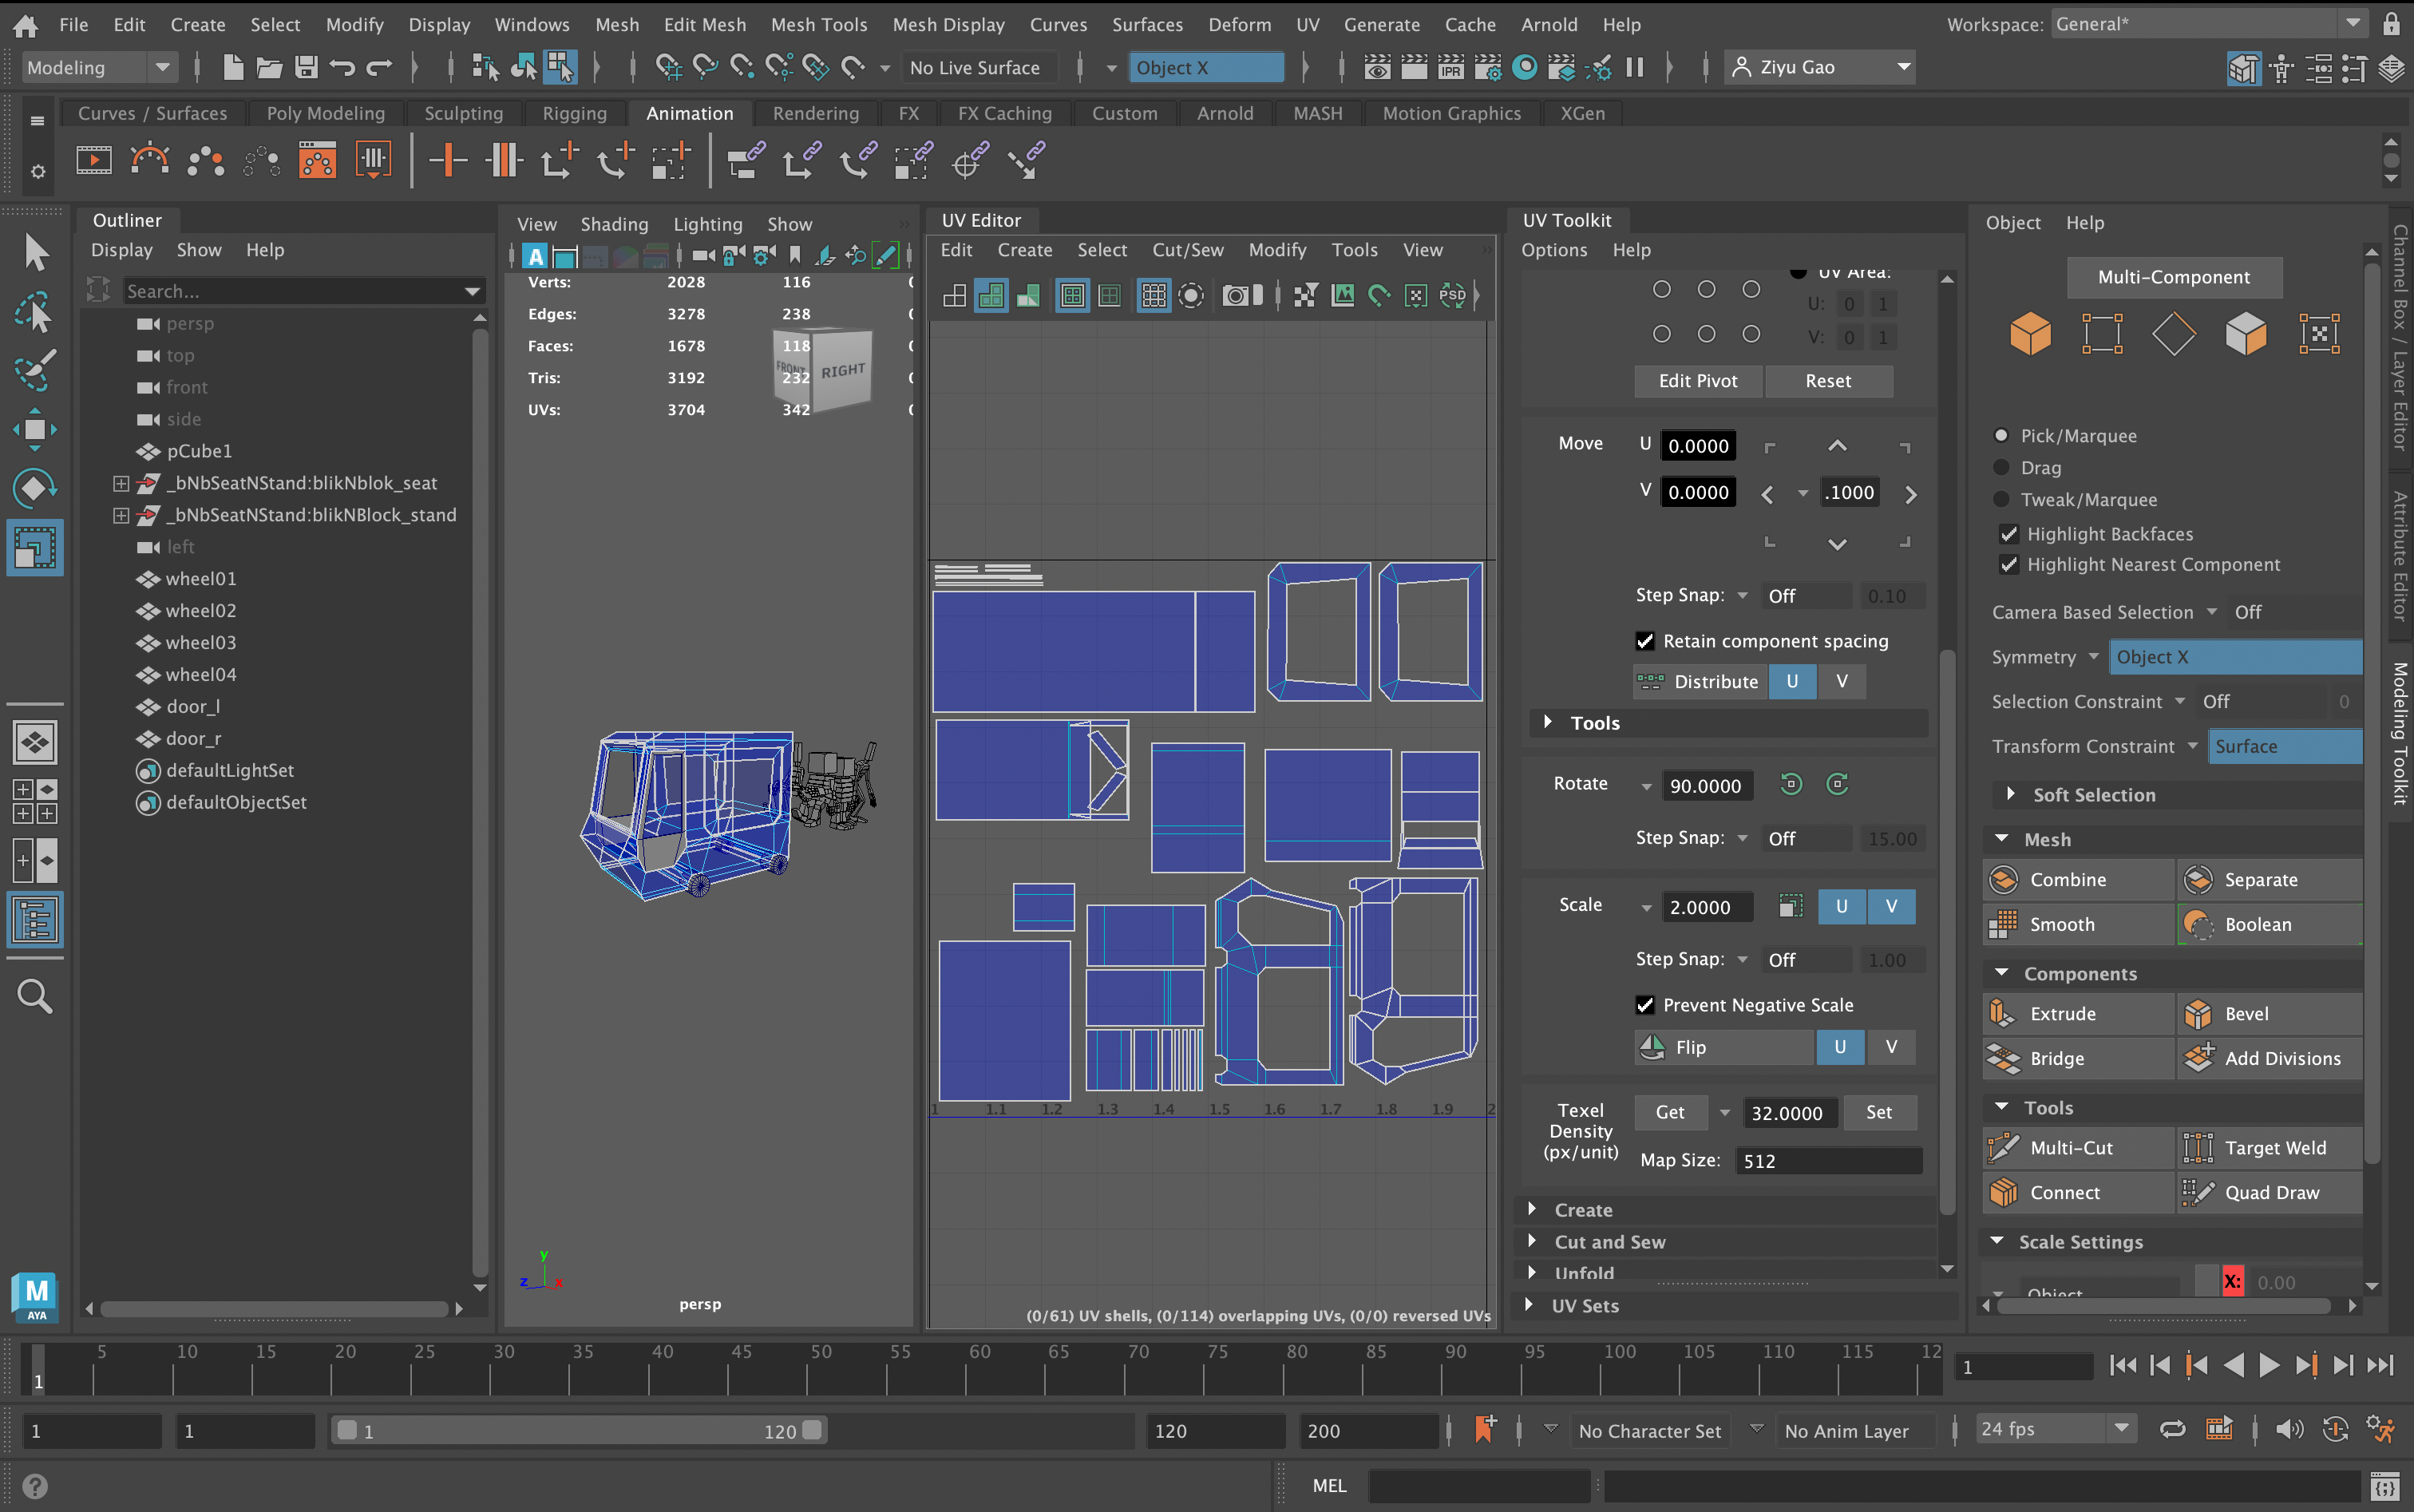 File Edit Create Select Modify Display Windows Mesh Edit Mesh Mesh Tools Mesh Display Curves Surfaces Deform UV Generate Cache Arnold Help Workspace: General*
Modeling No Live Surface Object X IPR Ziyu Gao
Curves / Surfaces Poly Modeling Sculpting Rigging Animation Rendering FX FX Caching Custom Arnold MASH Motion Graphics XGen
Outliner
Display Show Help
Search...
persp
top
front
side
pCube1
_bNbSeatNStand:blikNblok_seat
_bNbSeatNStand:blikNBlock_stand
left
wheel01
wheel02
wheel03
wheel04
door_l
door_r
defaultLightSet
defaultObjectSet
View Shading Lighting Show
Verts: 2028 116
Edges: 3278 238
Faces: 1678 118
Tris: 3192 232
UVs: 3704 342
FRONT RIGHT
y
z x
persp
UV Editor
Edit Create Select Cut/Sew Modify Tools View
PSD
1 1.1 1.2 1.3 1.4 1.5 1.6 1.7 1.8 1.9 2
(0/61) UV shells, (0/114) overlapping UVs, (0/0) reversed UVs
UV Toolkit
Options Help
UV Area:
U: 0 1
V: 0 1
Edit Pivot Reset
Move U 0.0000
V 0.0000 .1000
Step Snap: Off 0.10
Retain component spacing
Distribute U V
Tools
Rotate 90.0000
Step Snap: Off 15.00
Scale 2.0000 U V
Step Snap: Off 1.00
Prevent Negative Scale
Flip U V
Texel Density (px/unit) Get 32.0000 Set
Map Size: 512
Create
Cut and Sew
Unfold
UV Sets
Object Help
Multi-Component
Pick/Marquee
Drag
Tweak/Marquee
Highlight Backfaces
Highlight Nearest Component
Camera Based Selection Off
Symmetry Object X
Selection Constraint Off 0
Transform Constraint Surface
Soft Selection
Mesh
Combine Separate
Smooth Boolean
Components
Extrude Bevel
Bridge Add Divisions
Tools
Multi-Cut Target Weld
Connect Quad Draw
Scale Settings
Object X: 0.00
Channel Box / Layer Editor
Attribute Editor
Modeling Toolkit
M
AYA
1 5 10 15 20 25 30 35 40 45 50 55 60 65 70 75 80 85 90 95 100 105 110 115 12 1
1 1 1 120 120 200 No Character Set No Anim Layer 24 fps
MEL